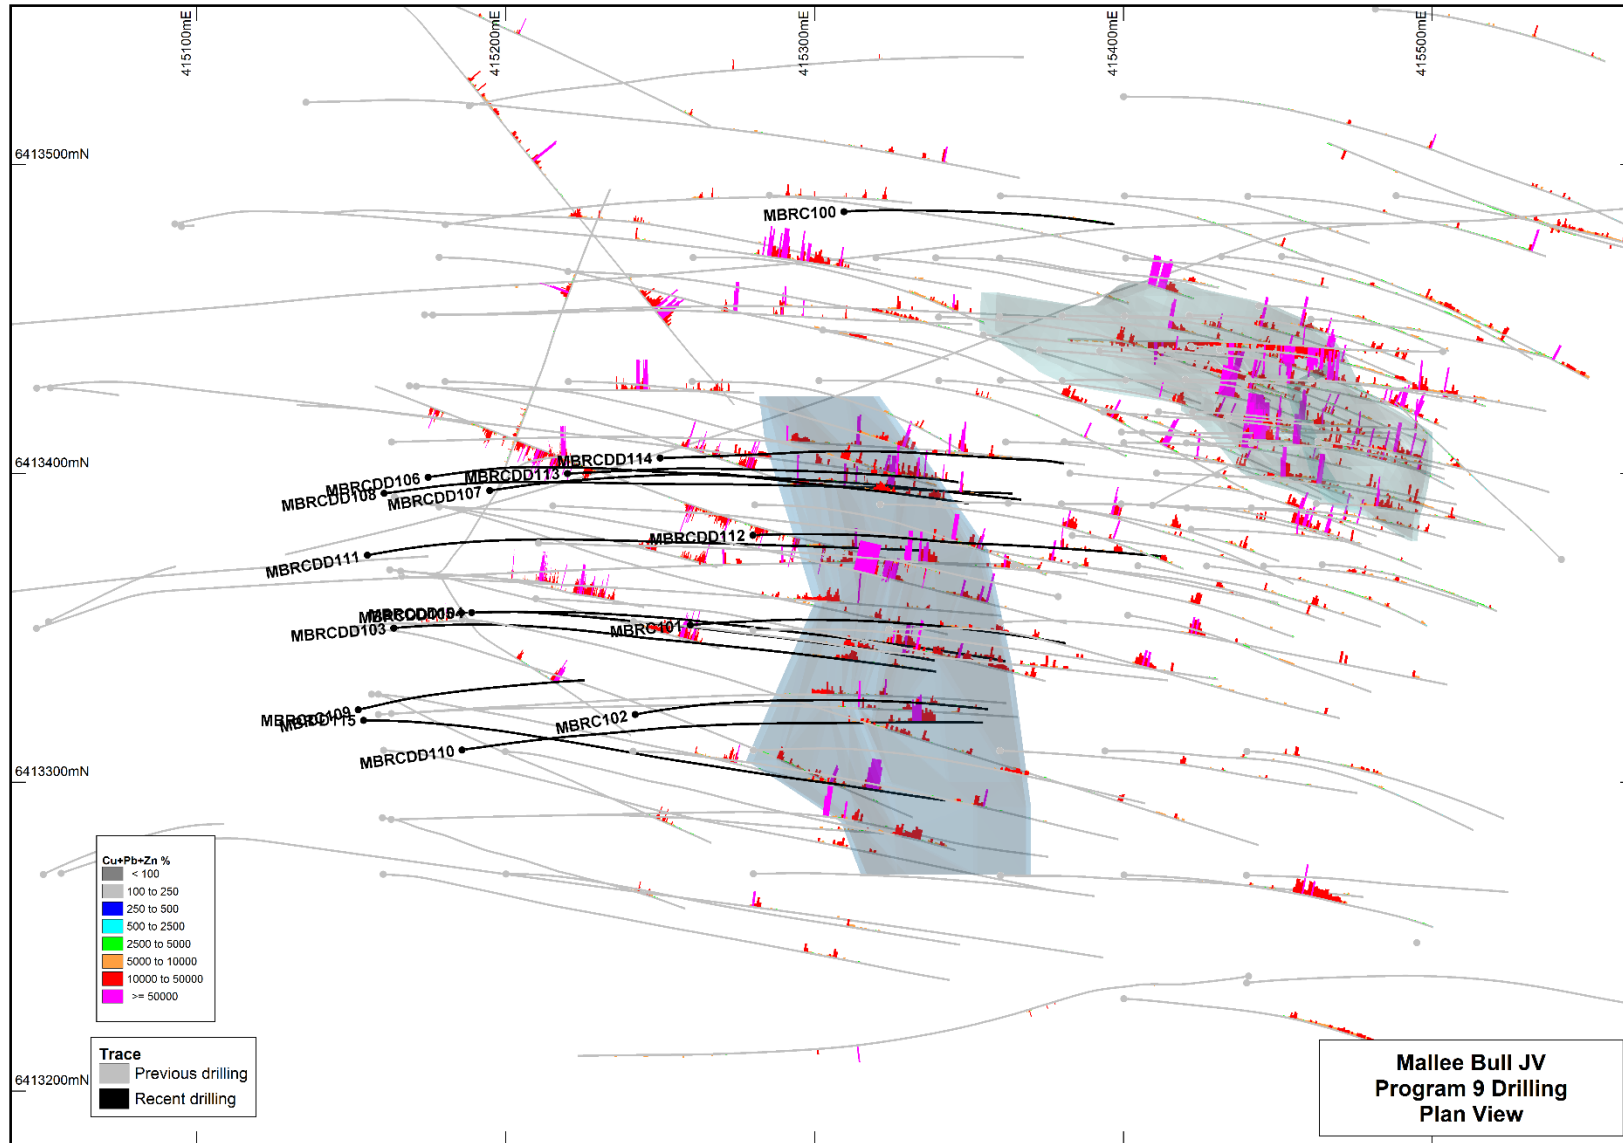 415100mE
415200mE
415300mE
415400mE
415500mE
6413500mN
MBRC100
6413400mN
MBRCDD114
MBRCDD113
MBRCDD106
MBRCDD107
MBRCDD108
MBRCDD112
MBRCDD111
MBRC101
MBRCDD103
MBRC102
MBRCDD110
6413300mN
Cu+Pb+Zn %
< 100
100 to 250
250 to 500
500 to 2500
2500 to 5000
5000 to 10000
10000 to 50000
>= 50000
Trace
Previous drilling
Recent drilling
6413200mN
Mallee Bull JV
Program 9 Drilling
Plan View